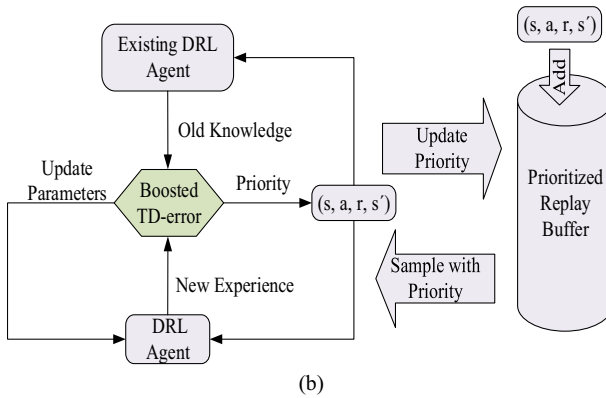 Existing DRL
Agent
(s, a, r, s´)
Add
Old Knowledge
Update
Parameters
Boosted
TD-error
Priority
(s, a, r, s´)
Update
Priority
Prioritized
Replay
Buffer
Sample with
Priority
New Experience
DRL
Agent
(b)